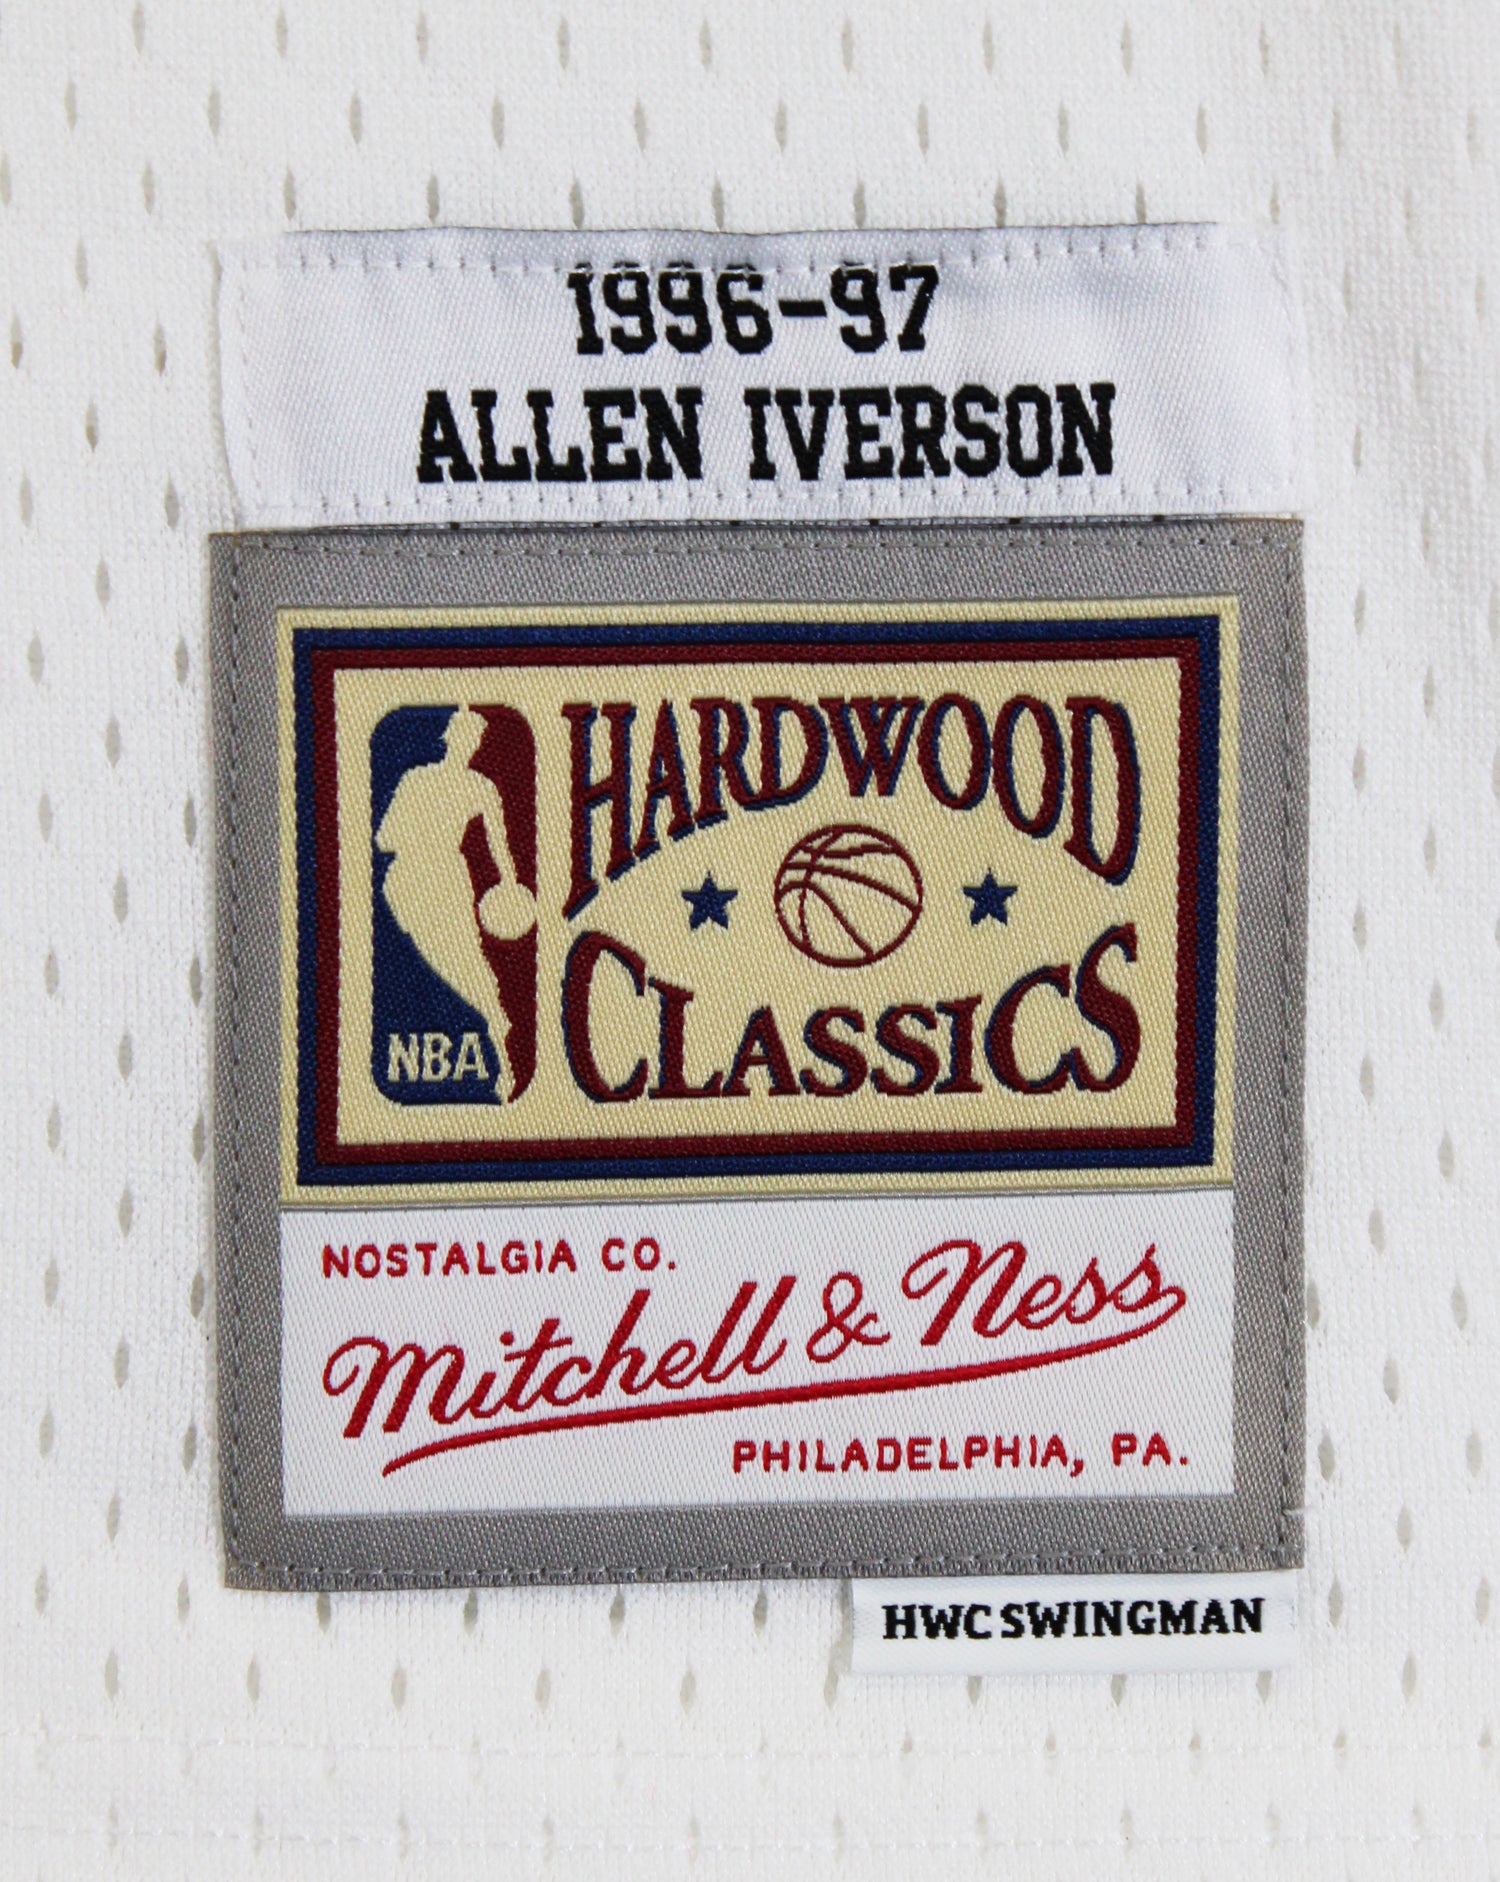 1996-97
ALLEN IVERSON
HARDWOOD
CLASSICS
NBA
NOSTALGIA CO.
Mitchell & Ness
PHILADELPHIA, PA.
HWC SWINGMAN